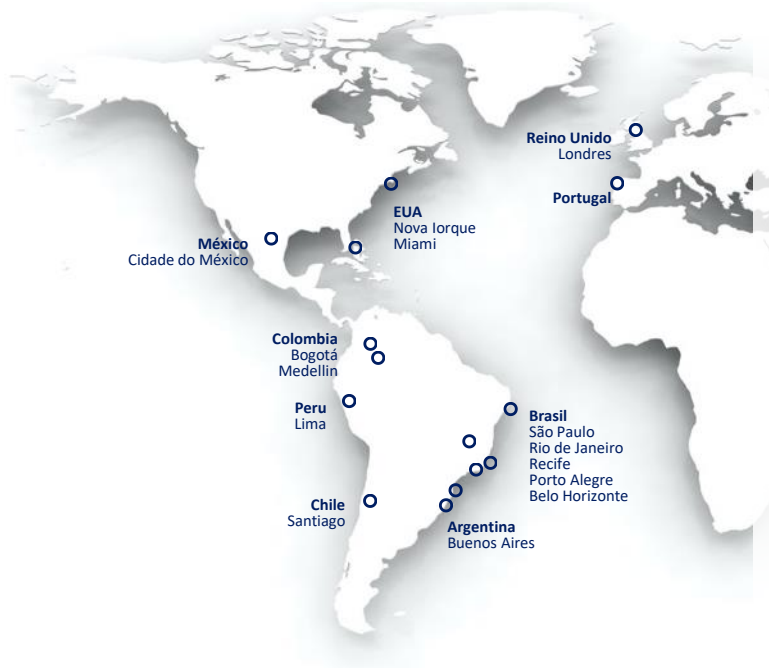 Reino Unido
Londres
Portugal
EUA
Nova Iorque
Miami
México
Cidade do México
Colombia
Bogotá
Medellin
Peru
Lima
Brasil
São Paulo
Rio de Janeiro
Recife
Porto Alegre
Belo Horizonte
Chile
Santiago
Argentina
Buenos Aires